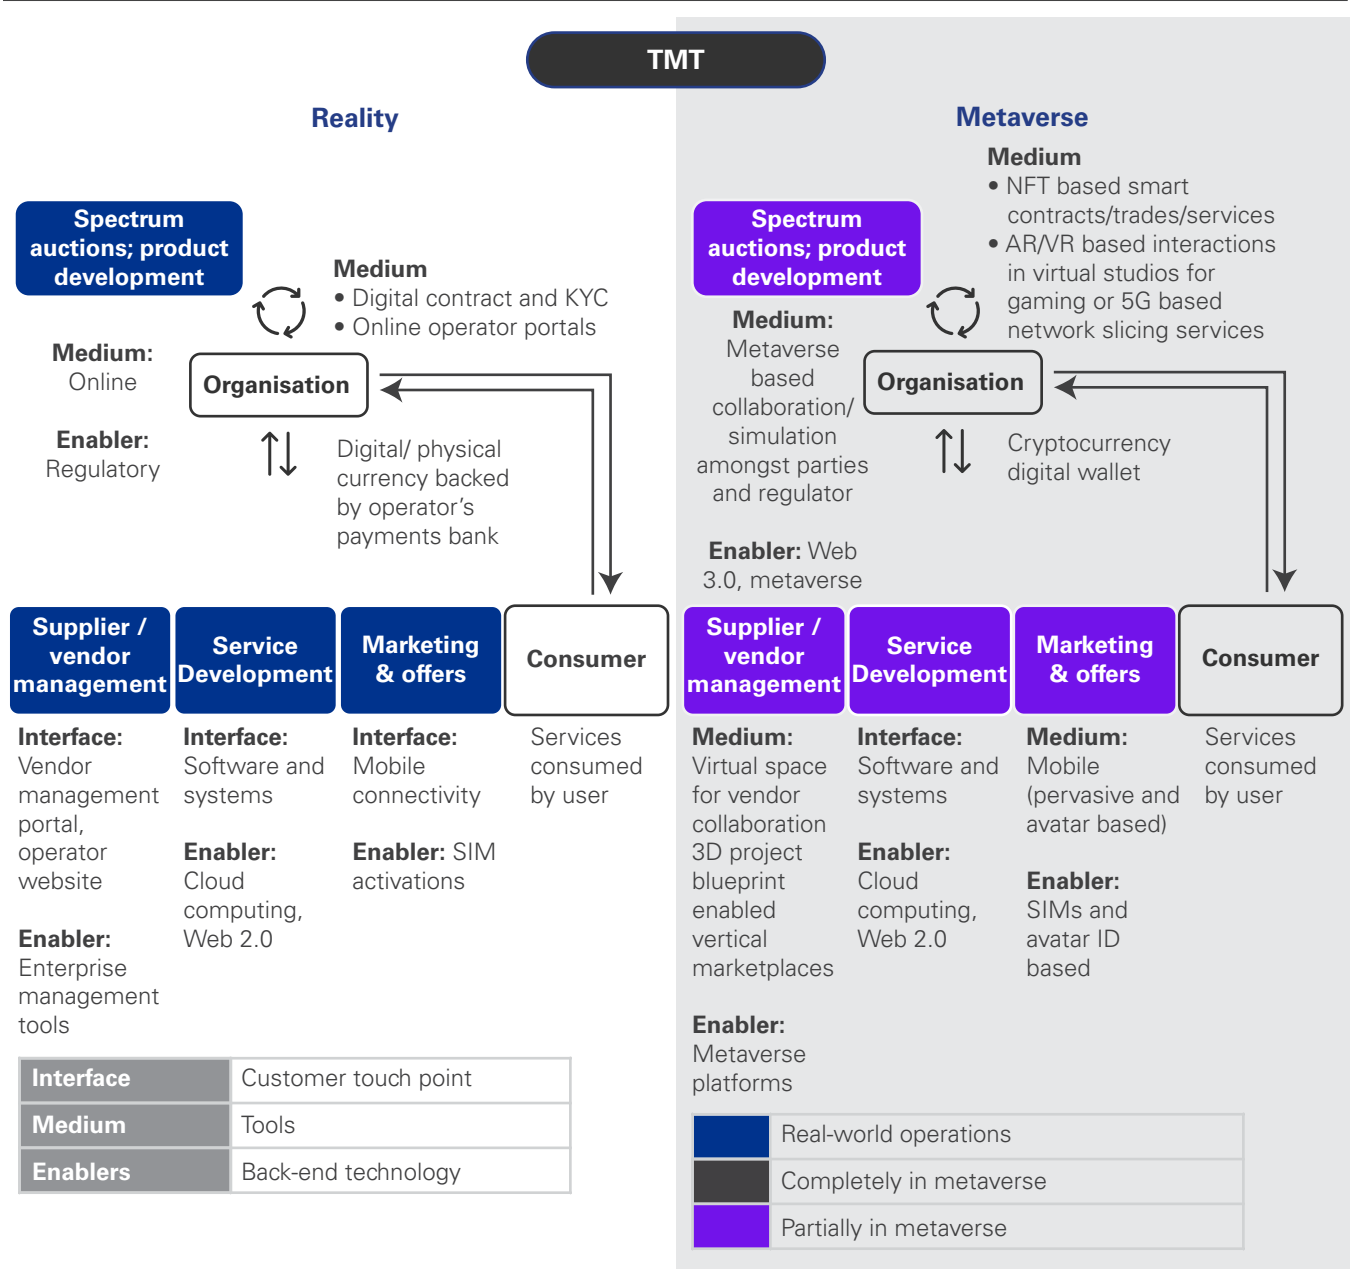 TMT
Reality
Spectrum
auctions; product
development
Medium
• Digital contract and KYC
• Online operator portals
Medium:
Online
Organisation
Enabler:
Regulatory
Digital/ physical
currency backed
by operator’s
payments bank
Supplier /
vendor
management
Service
Development
Marketing
& offers
Consumer
Interface:
Vendor
management
portal,
operator
website
Enabler:
Enterprise
management
tools
Interface:
Software and
systems
Enabler:
Cloud
computing,
Web 2.0
Interface:
Mobile
connectivity
Enabler: SIM
activations
Services
consumed
by user
Interface Customer touch point
Medium Tools
Enablers Back-end technology
Metaverse
Medium
• NFT based smart
contracts/trades/services
• AR/VR based interactions
in virtual studios for
gaming or 5G based
network slicing services
Spectrum
auctions; product
development
Medium:
Metaverse
based
collaboration/
simulation
amongst parties
and regulator
Organisation
Cryptocurrency
digital wallet
Enabler: Web
3.0, metaverse
Supplier /
vendor
management
Service
Development
Marketing
& offers
Consumer
Medium:
Virtual space
for vendor
collaboration
3D project
blueprint
enabled
vertical
marketplaces
Enabler:
Metaverse
platforms
Interface:
Software and
systems
Enabler:
Cloud
computing,
Web 2.0
Medium:
Mobile
(pervasive and
avatar based)
Enabler:
SIMs and
avatar ID
based
Services
consumed
by user
Real-world operations
Completely in metaverse
Partially in metaverse